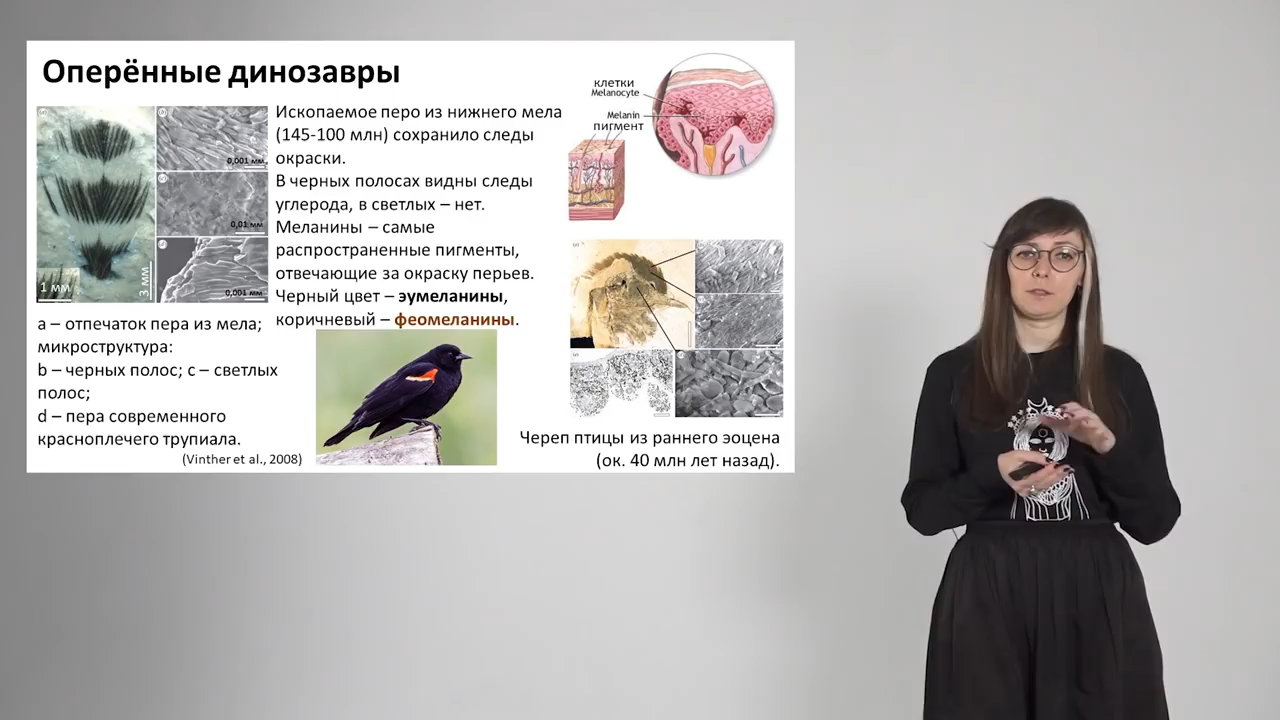 Оперённые динозавры
0,001 мм
0,01 мм
0,001 мм
1 мм
3 мм
Ископаемое перо из нижнего мела
(145-100 млн) сохранило следы
окраски.
В черных полосах видны следы
углерода, в светлых – нет.
Меланины – самые
распространенные пигменты,
отвечающие за окраску перьев.
Черный цвет – эумеланины,
коричневый – феомеланины.
a – отпечаток пера из мела;
микроструктура:
b – черных полос; c – светлых
полос;
d – пера современного
красноплечего трупиала.
(Vinther et al., 2008)
клетки
Melanocyte
Melanin
пигмент
Череп птицы из раннего эоцена
(ок. 40 млн лет назад).